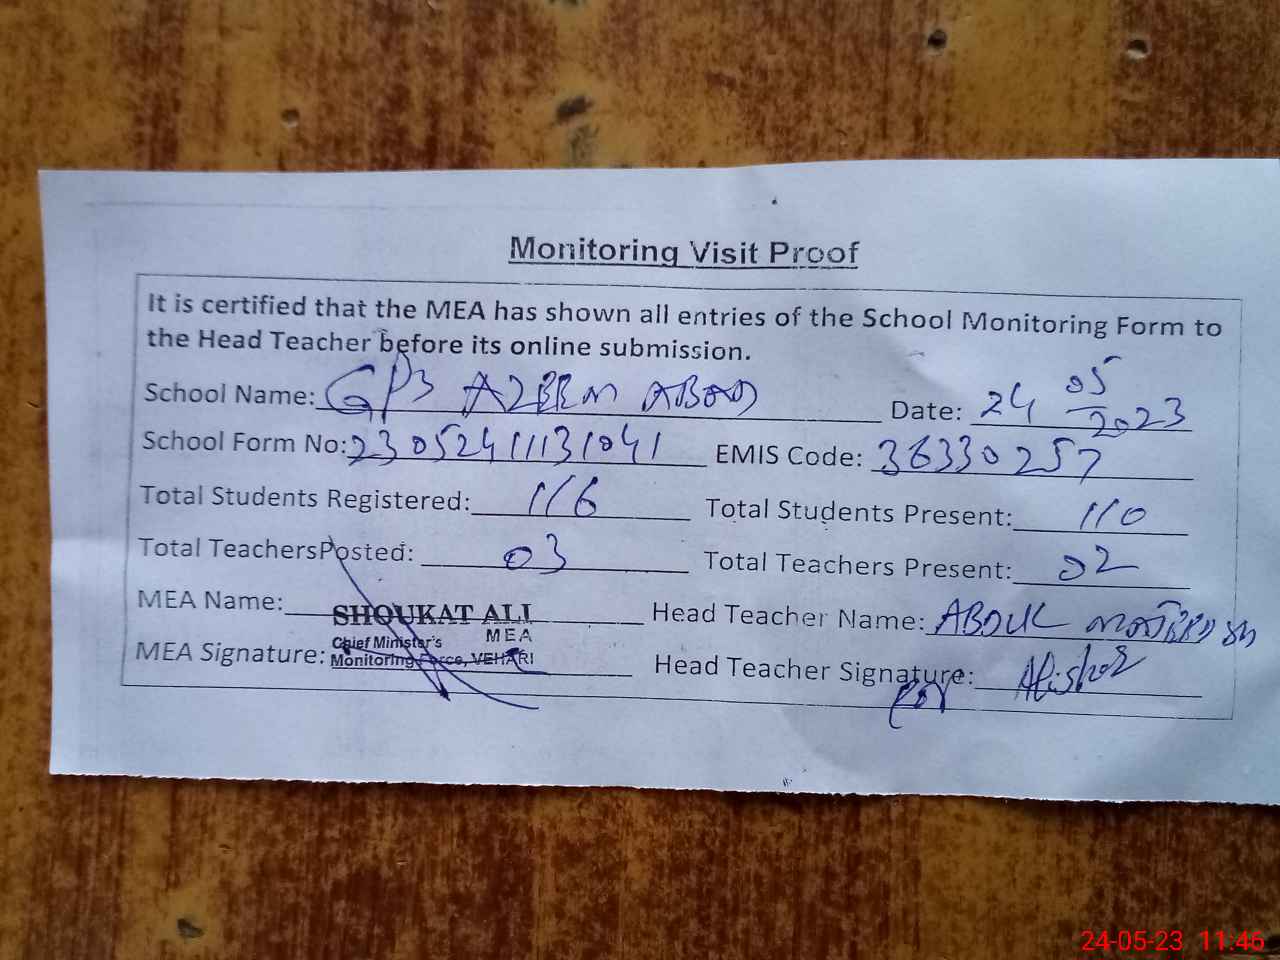 Monitoring Visit Proof
It is certified that the MEA has shown all entries of the School Monitoring Form to
the Head Teacher before its online submission.
School Name: GPS AZEEM ABAD Date: 24 05 2023
School Form No: 23052411131041 EMIS Code: 36330257
Total Students Registered: 116 Total Students Present: 110
Total TeachersPosted: 03 Total Teachers Present: 02
MEA Name: SHOUKAT ALI Head Teacher Name: ABDUL
MEA
Chief Minister's
MEA Signature: Monitoring Force, VEHARI Head Teacher Signature:
for
24-05-23 11:46